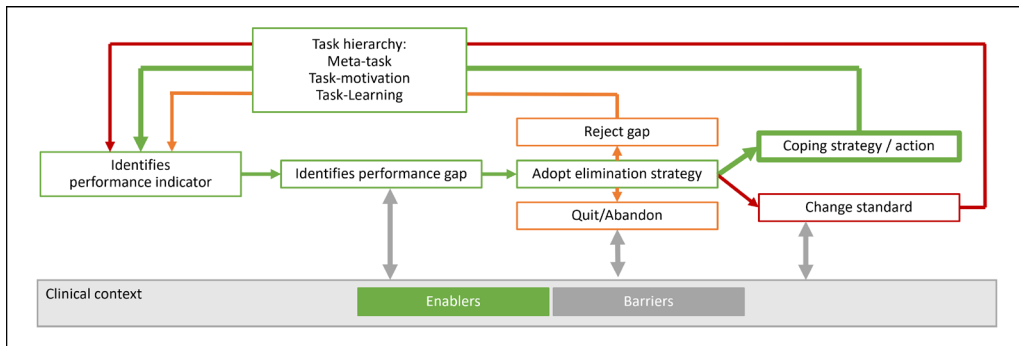 Task hierarchy:
Meta-task
Task-motivation
Task-Learning
Reject gap
Coping strategy / action
Identifies
performance indicator
Identifies performance gap
Adopt elimination strategy
Quit/Abandon
Change standard
Clinical context
Enablers
Barriers